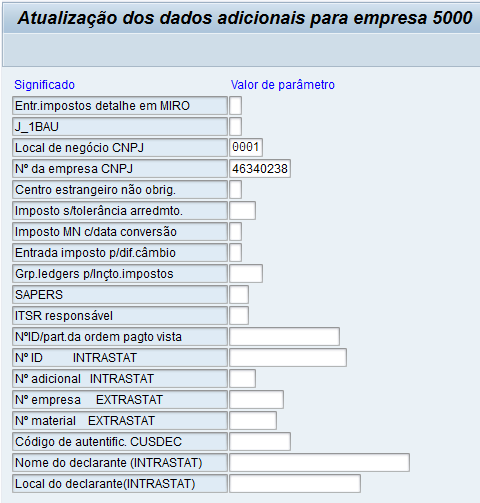 Atualização dos dados adicionais para empresa 5000
Significado Valor de parâmetro
Entr.impostos detalhe em MIRO
J_1BAU
Local de negócio CNPJ 0001
Nº da empresa CNPJ 46340238
Centro estrangeiro não obrig.
Imposto s/tolerância arredmto.
Imposto MN c/data conversão
Entrada imposto p/dif.câmbio
Grp.ledgers p/lnçto.impostos
SAPERS
ITSR responsável
NºID/part.da ordem pagto vista
Nº ID INTRASTAT
Nº adicional INTRASTAT
Nº empresa EXTRASTAT
Nº material EXTRASTAT
Código de autentific. CUSDEC
Nome do declarante (INTRASTAT)
Local do declarante(INTRASTAT)